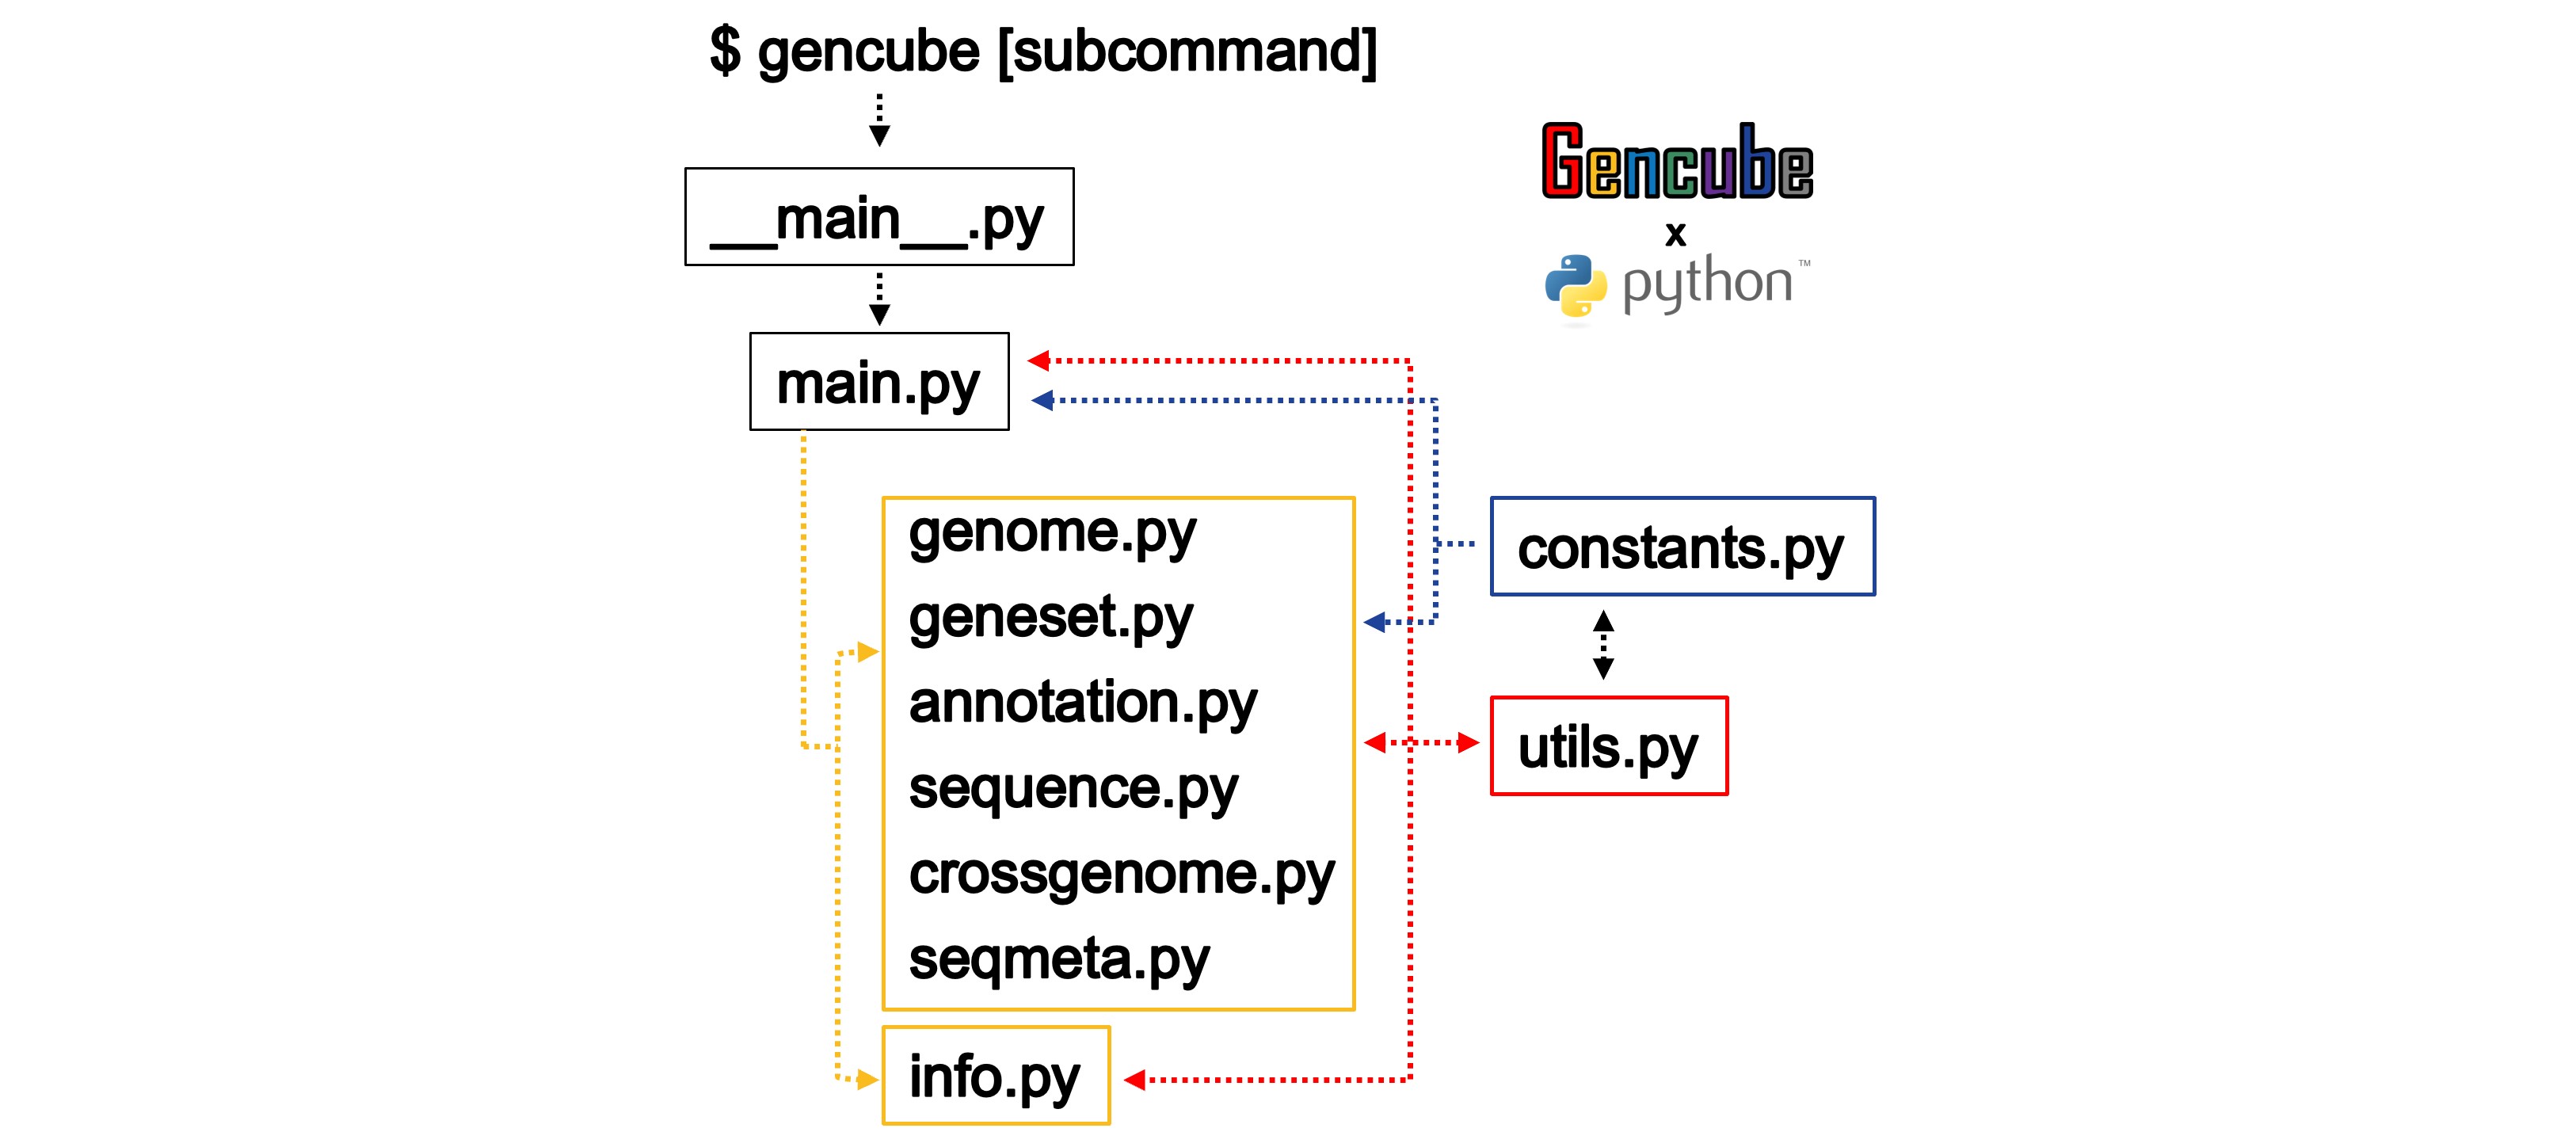 $ gencube [subcommand]
__main__.py
Gencube
x
python™
main.py
genome.py
geneset.py
annotation.py
sequence.py
crossgenome.py
seqmeta.py
info.py
constants.py
utils.py